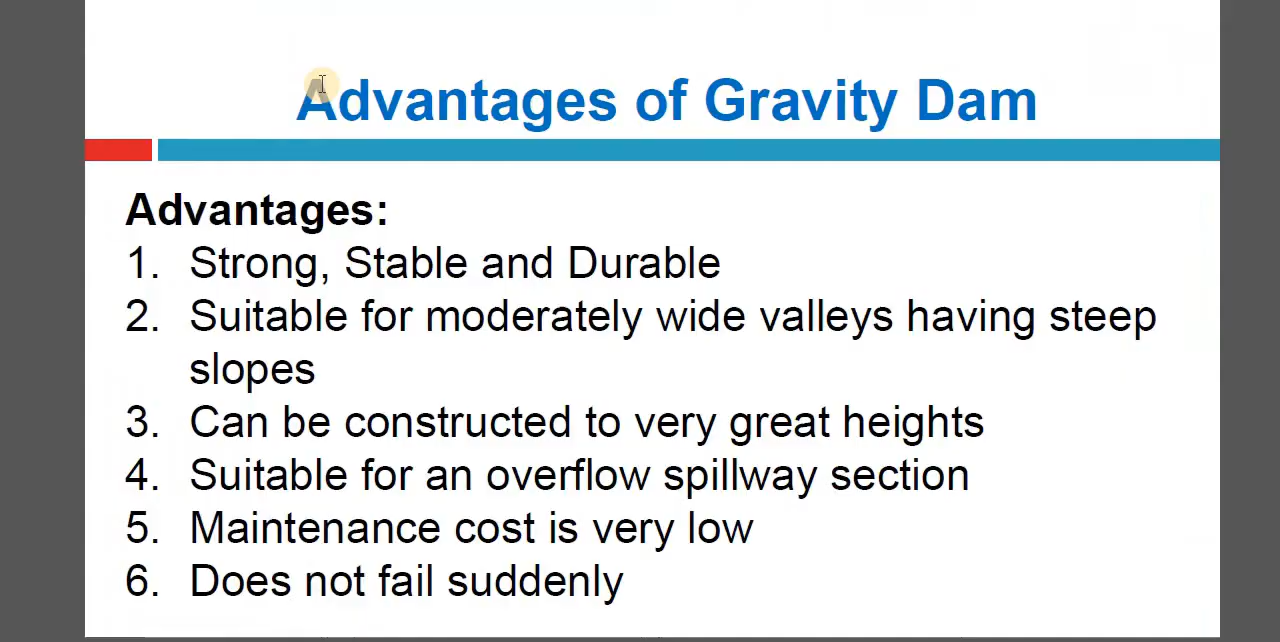 Advantages of Gravity Dam
Advantages:
1. Strong, Stable and Durable
2. Suitable for moderately wide valleys having steep
slopes
3. Can be constructed to very great heights
4. Suitable for an overflow spillway section
5. Maintenance cost is very low
6. Does not fail suddenly